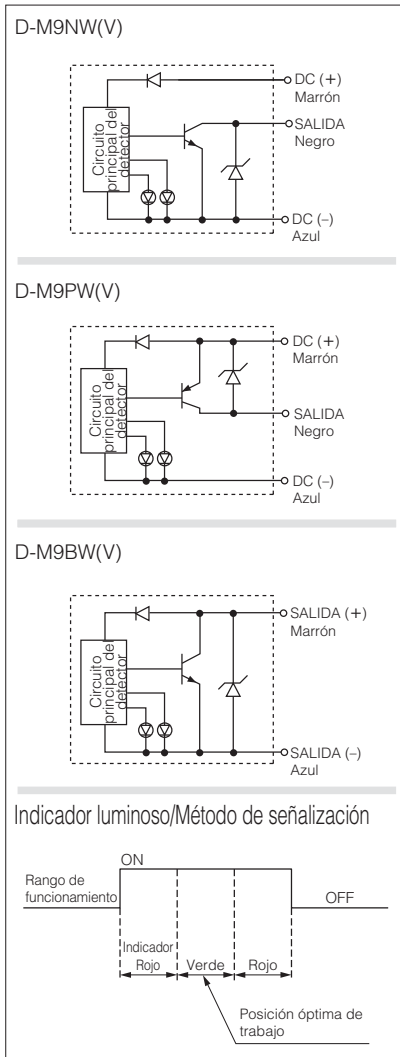 D-M9NW(V)
DC (+)
Marrón
SALIDA
Negro
Circuito
principal del
detector
DC (–)
Azul
D-M9PW(V)
DC (+)
Marrón
SALIDA
Negro
Circuito
principal del
detector
DC (–)
Azul
D-M9BW(V)
SALIDA (+)
Marrón
Circuito
principal del
detector
SALIDA (–)
Azul
Indicador luminoso/Método de señalización
ON
Rango de
funcionamiento
OFF
Indicador
Rojo
Verde
Rojo
Posición óptima de
trabajo